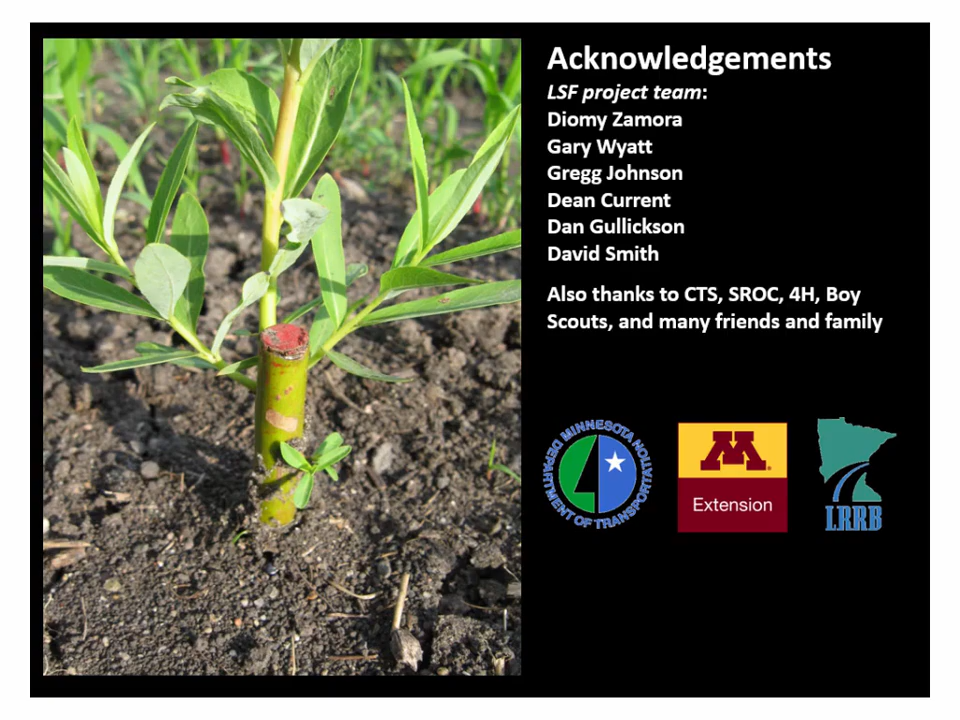 Acknowledgements
LSF project team:
Diomy Zamora
Gary Wyatt
Gregg Johnson
Dean Current
Dan Gullickson
David Smith
Also thanks to CTS, SROC, 4H, Boy
Scouts, and many friends and family
MINNESOTA DEPARTMENT OF TRANSPORTATION
M
Extension
LRRB